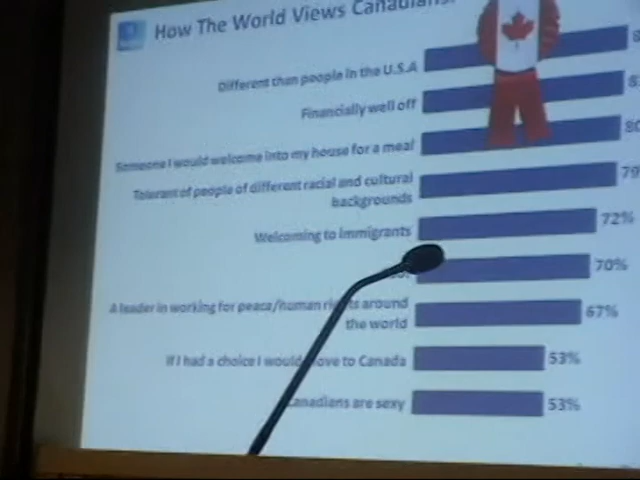 How The World Views Canadians:
Different than people in the U.S.A
Financially well off
Someone I would welcome into my house for a meal
80
Tolerant of people of different racial and cultural
backgrounds
79
Welcoming to immigrants
72%
70%
A leader in working for peace/human rights around
the world
67%
If I had a choice I would move to Canada
53%
Canadians are sexy
53%